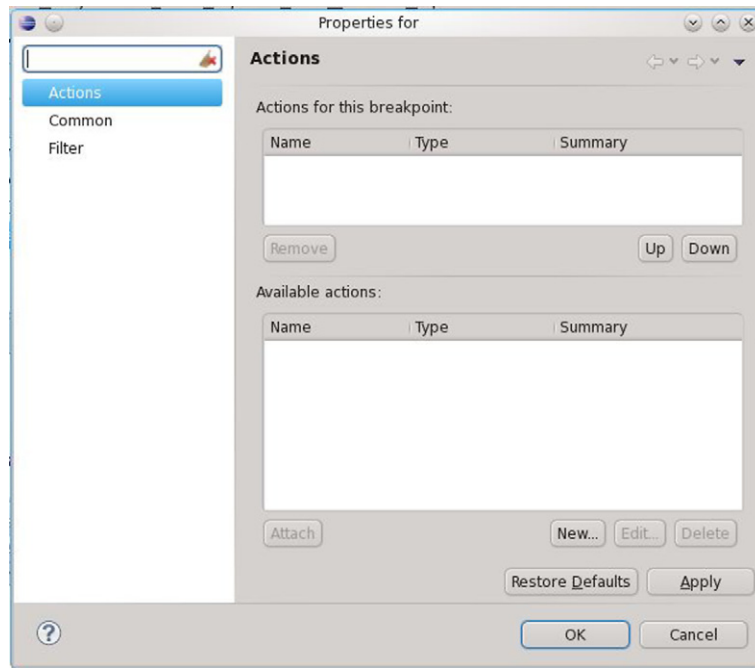 Properties for
Actions
Common
Filter
Actions
Actions for this breakpoint:
Name Type Summary
Remove Up Down
Available actions:
Name Type Summary
Attach New... Edit... Delete
Restore Defaults Apply
OK Cancel